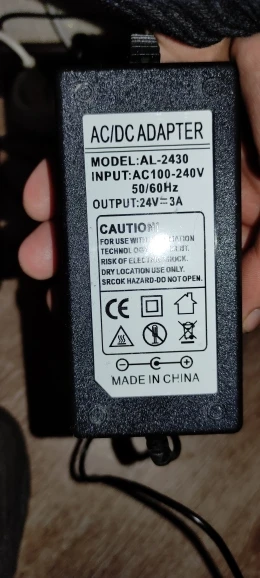 AC/DC ADAPTER
MODEL:AL-2430
INPUT:AC100-240V
50/60Hz
OUTPUT:24V⎓3A
CAUTION:
FOR USE WITH
TECHNOLOGY
RISK OF ELECTRIC SHOCK.
DRY LOCATION USE ONLY.
SRCOK HAZARD-DO NOT OPEN.
CE
MADE IN CHINA